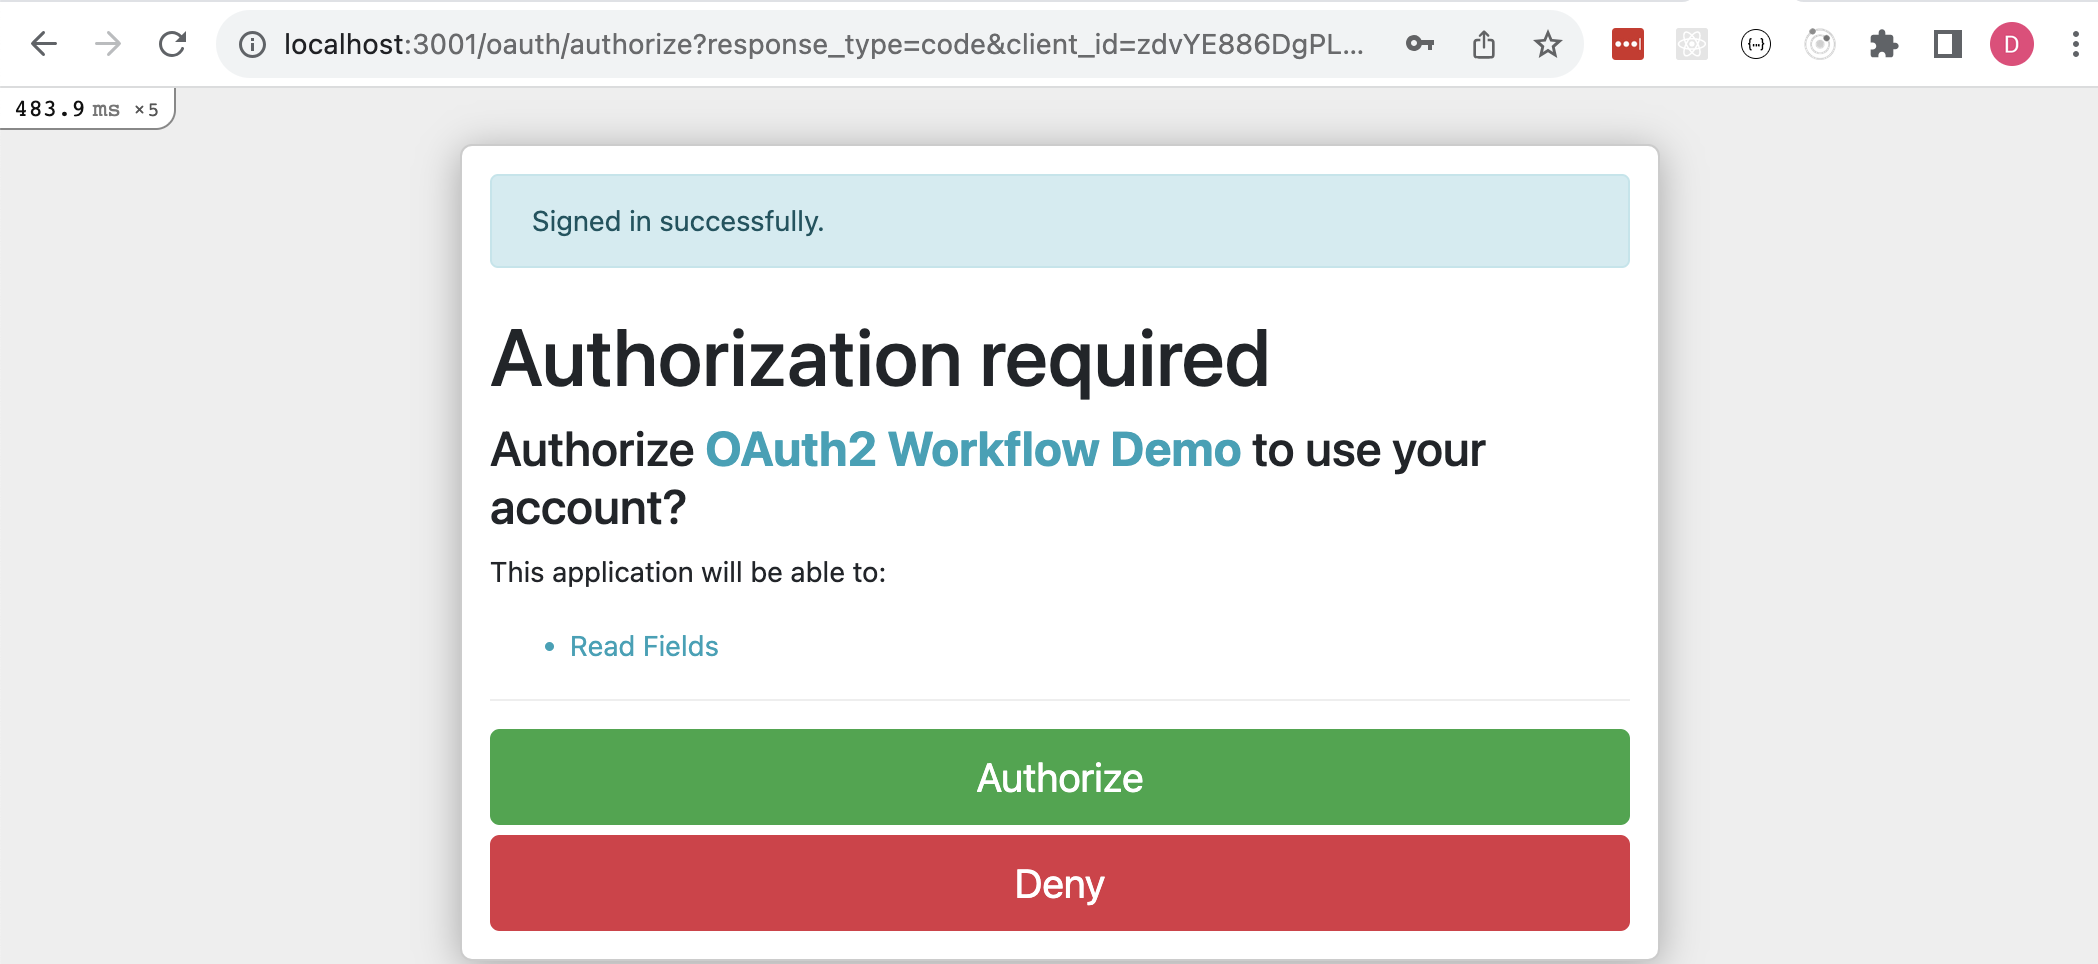 localhost:3001/oauth/authorize?response_type=code&client_id=zdvYE886DgPL...
D
483.9 ms ×5
Signed in successfully.
Authorization required
Authorize OAuth2 Workflow Demo to use your
account?
This application will be able to:
• Read Fields
Authorize
Deny